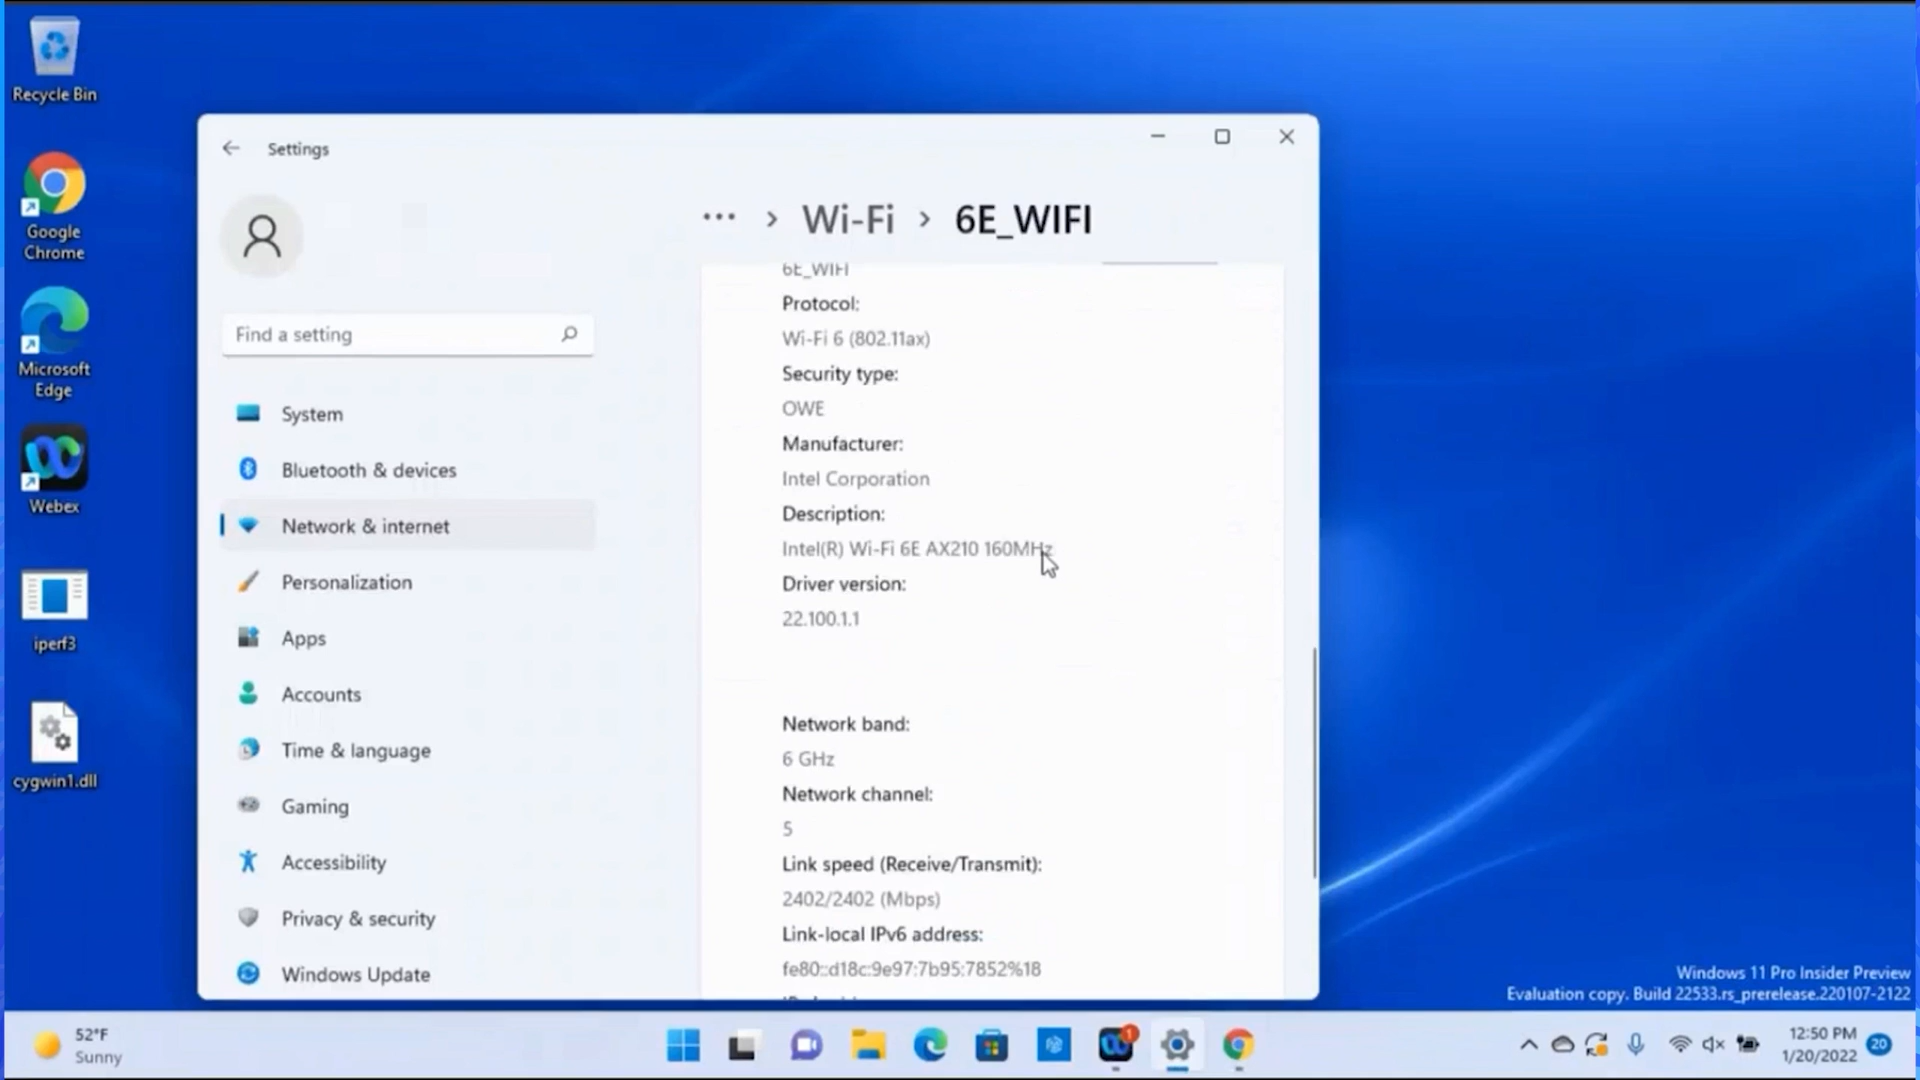 Recycle Bin
Google
Chrome
Microsoft
Edge
Webex
iperf3
cygwin1.dll
Settings
Find a setting
System
Bluetooth & devices
Network & internet
Personalization
Apps
Accounts
Time & language
Gaming
Accessibility
Privacy & security
Windows Update
··· > Wi-Fi > 6E_WIFI
6E_WIFI
Protocol:
Wi-Fi 6 (802.11ax)
Security type:
OWE
Manufacturer:
Intel Corporation
Description:
Intel(R) Wi-Fi 6E AX210 160MHz
Driver version:
22.100.1.1
Network band:
6 GHz
Network channel:
5
Link speed (Receive/Transmit):
2402/2402 (Mbps)
Link-local IPv6 address:
fe80::d18c:9e97:7b95:7852%18
Windows 11 Pro Insider Preview
Evaluation copy. Build 22533.rs_prerelease.220107-2122
52°F
Sunny
1
12:50 PM
1/20/2022
20